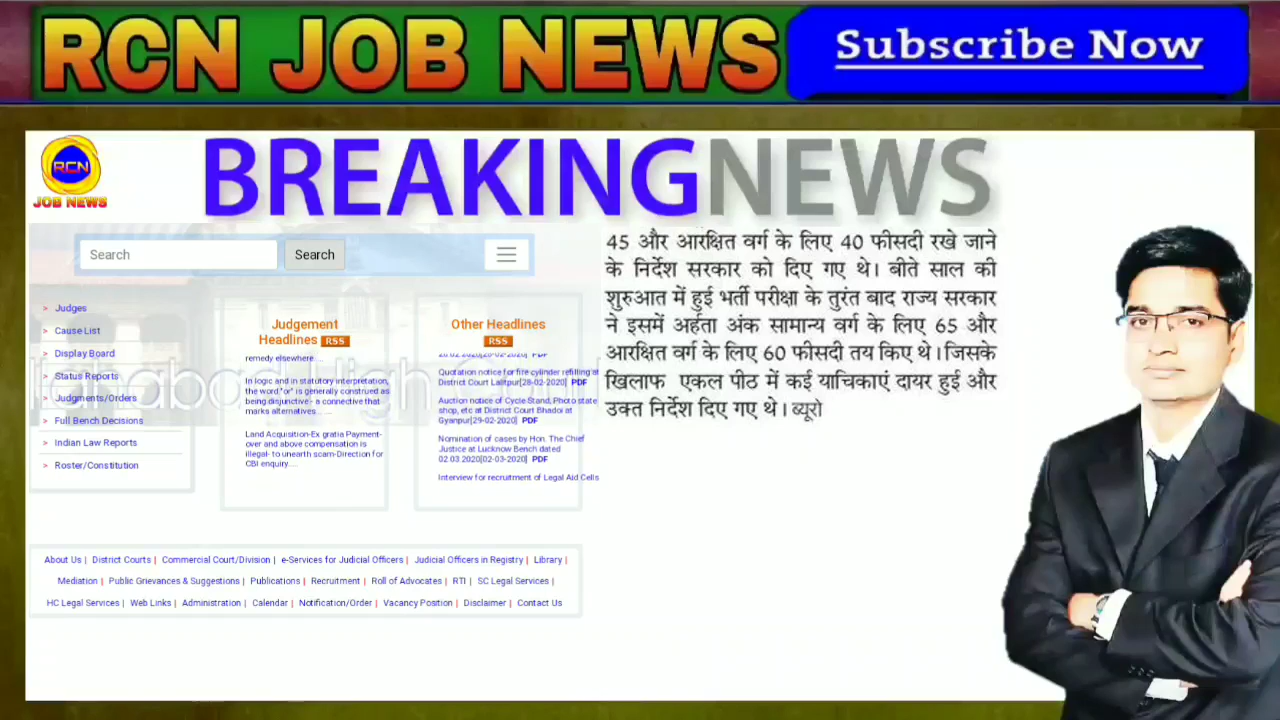 RCN JOB NEWS
Subscribe Now
RCN
JOB NEWS
BREAKINGNEWS
Search
Search
> Judges
> Cause List
> Display Board
> Status Reports
> Judgments/Orders
> Full Bench Decisions
> Indian Law Reports
> Roster/Constitution
Judgement
Headlines RSS
remedy elsewhere
In logic and in statutory interpretation,
the word "or" is generally construed as
being disjunctive - a connective that
marks alternatives... ...
Land Acquisition-Ex gratia Payment-
over and above compensation is
illegal- to unearth scam-Direction for
CBI enquiry....
Other Headlines
RSS
28.02.2020[28-02-2020] PDF
Quotation notice for fire cylinder refilling at
District Court Lalitpur[28-02-2020] PDF
Auction notice of Cycle Stand, Photo state
shop, etc at District Court Bhadoi at
Gyanpur[29-02-2020] PDF
Nomination of cases by Hon. The Chief
Justice at Lucknow Bench dated
02.03.2020[02-03-2020] PDF
Interview for recruitment of Legal Aid Cells
lahabad High
45 और आरक्षित वर्ग के लिए 40 फीसदी रखे जाने
के निर्देश सरकार को दिए गए थे। बीते साल की
शुरुआत में हुई भर्ती परीक्षा के तुरंत बाद राज्य सरकार
ने इसमें अर्हता अंक सामान्य वर्ग के लिए 65 और
आरक्षित वर्ग के लिए 60 फीसदी तय किए थे। जिसके
खिलाफ एकल पीठ में कई याचिकाएं दायर हुई और
उक्त निर्देश दिए गए थे। ब्यूरो
About Us | District Courts | Commercial Court/Division | e-Services for Judicial Officers | Judicial Officers in Registry | Library |
Mediation | Public Grievances & Suggestions | Publications | Recruitment | Roll of Advocates | RTI | SC Legal Services |
HC Legal Services | Web Links | Administration | Calendar | Notification/Order | Vacancy Position | Disclaimer | Contact Us